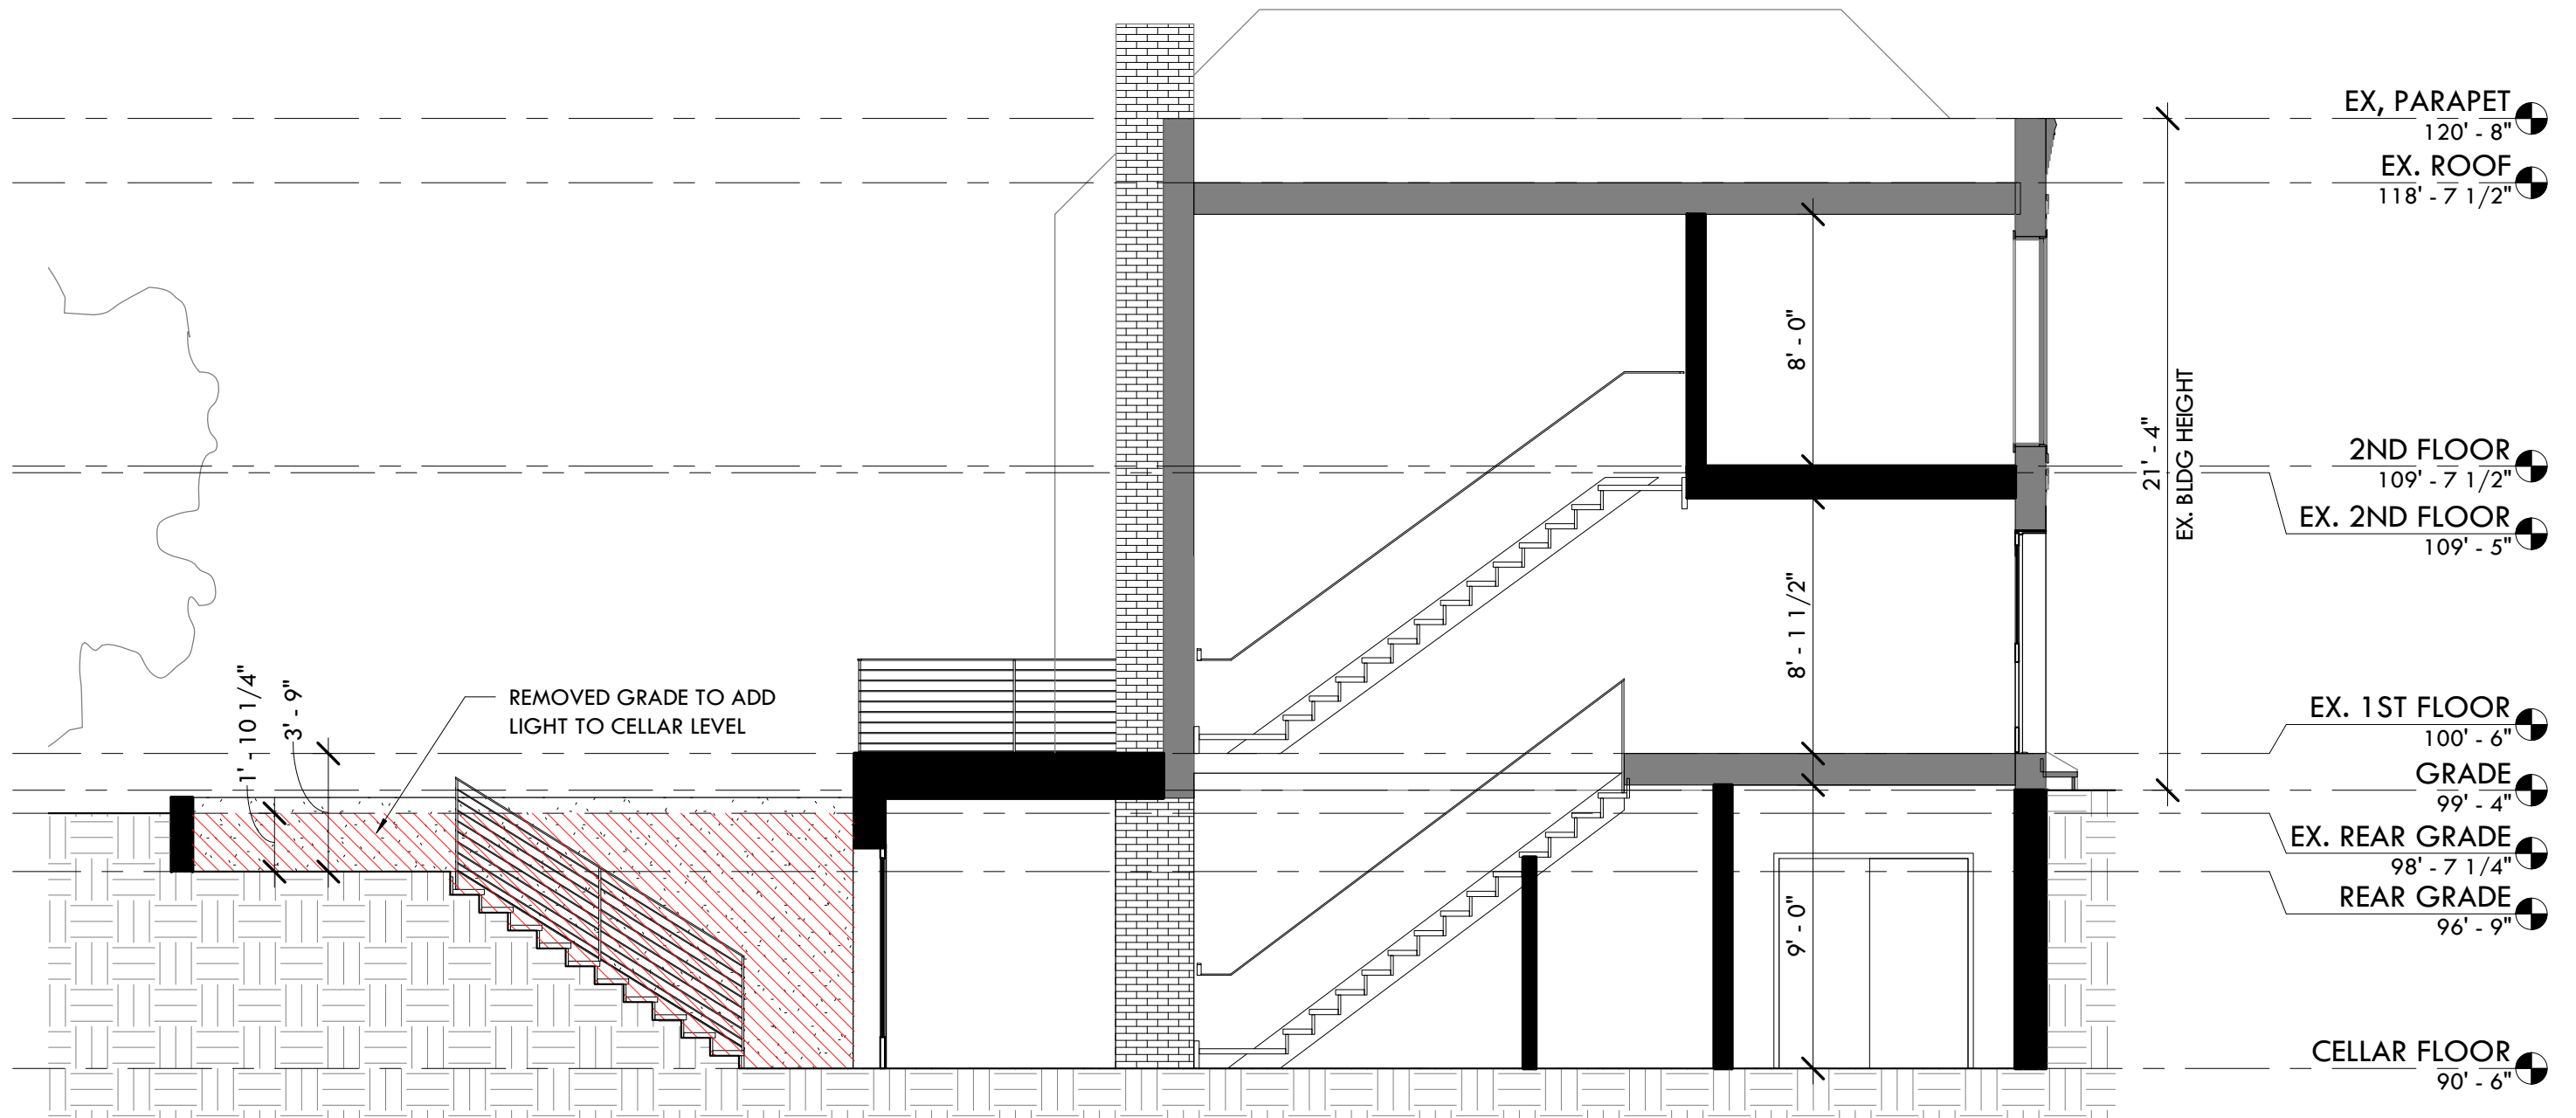 EX, PARAPET
120' - 8"
EX. ROOF
118' - 7 1/2"
8' - 0"
21' - 4"
EX. BLDG HEIGHT
2ND FLOOR
109' - 7 1/2"
EX. 2ND FLOOR
109' - 5"
8' - 1 1/2"
1' - 10 1/4"
3' - 9"
REMOVED GRADE TO ADD
LIGHT TO CELLAR LEVEL
EX. 1ST FLOOR
100' - 6"
GRADE
99' - 4"
EX. REAR GRADE
98' - 7 1/4"
REAR GRADE
96' - 9"
9' - 0"
CELLAR FLOOR
90' - 6"